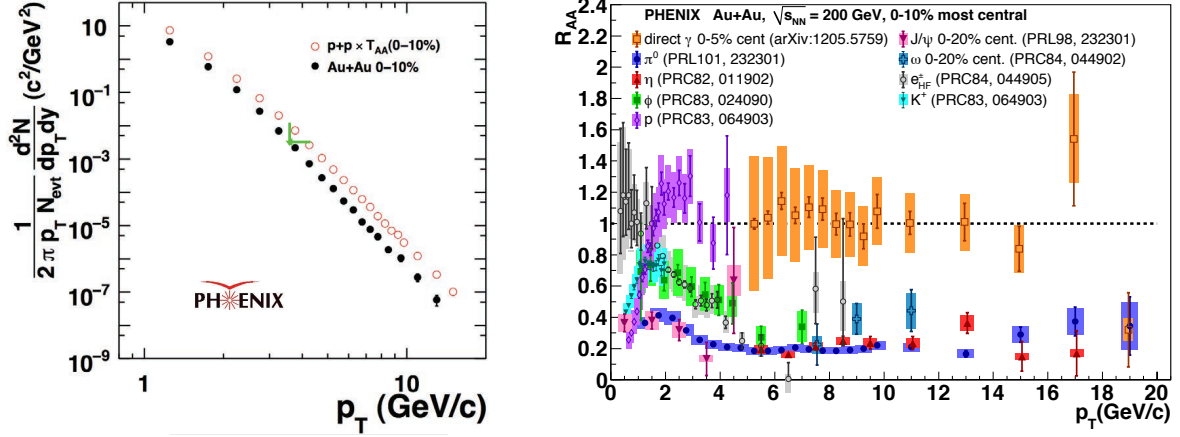 1/(2 π p_T N_evt) d²N/(dp_T dy) (c²/GeV²)
10
10⁻¹
10⁻³
10⁻⁵
10⁻⁷
10⁻⁹
p+p × T_AA(0–10%)
Au+Au 0–10%
PHENIX
1
10
p_T (GeV/c)
R_AA
2.4
2.2
2
1.8
1.6
1.4
1.2
1
0.8
0.6
0.4
0.2
0
PHENIX Au+Au, √s_NN = 200 GeV, 0-10% most central
direct γ 0-5% cent (arXiv:1205.5759)
π⁰ (PRL101, 232301)
η (PRC82, 011902)
ϕ (PRC83, 024090)
p (PRC83, 064903)
J/ψ 0-20% cent. (PRL98, 232301)
ω 0-20% cent. (PRC84, 044902)
e±_HF (PRC84, 044905)
K⁺ (PRC83, 064903)
0 2 4 6 8 10 12 14 16 18 20
p_T(GeV/c)